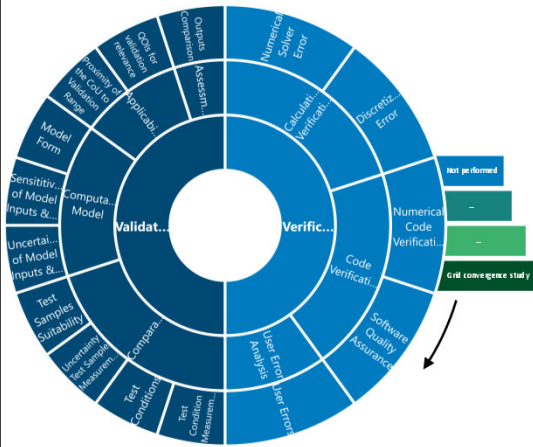 Outputs
Comparison
QOIs for
validation
relevance
Proximity of
the CoU to
Validation
Range
Model
Form
Sensititiv...
of Model
Inputs &...
Uncertai...
of Model
Inputs &...
Test
Samples
Suitability
Uncertainty
Test Sample
Measurem...
Test
Conditions
Test
Condition
Measurem...
Assessm...
Applicabi...
Computa...
Model
Compara...
Validat...
Verific...
Calculati...
Verificati...
Code
Verificati...
User Error
Analysis
Numerical
Solver
Error
Discretiz...
Error
Numerical
Code
Verificati...
Software
Quality
Assurance
User Errors
Not performed
...
...
Grid convergence study